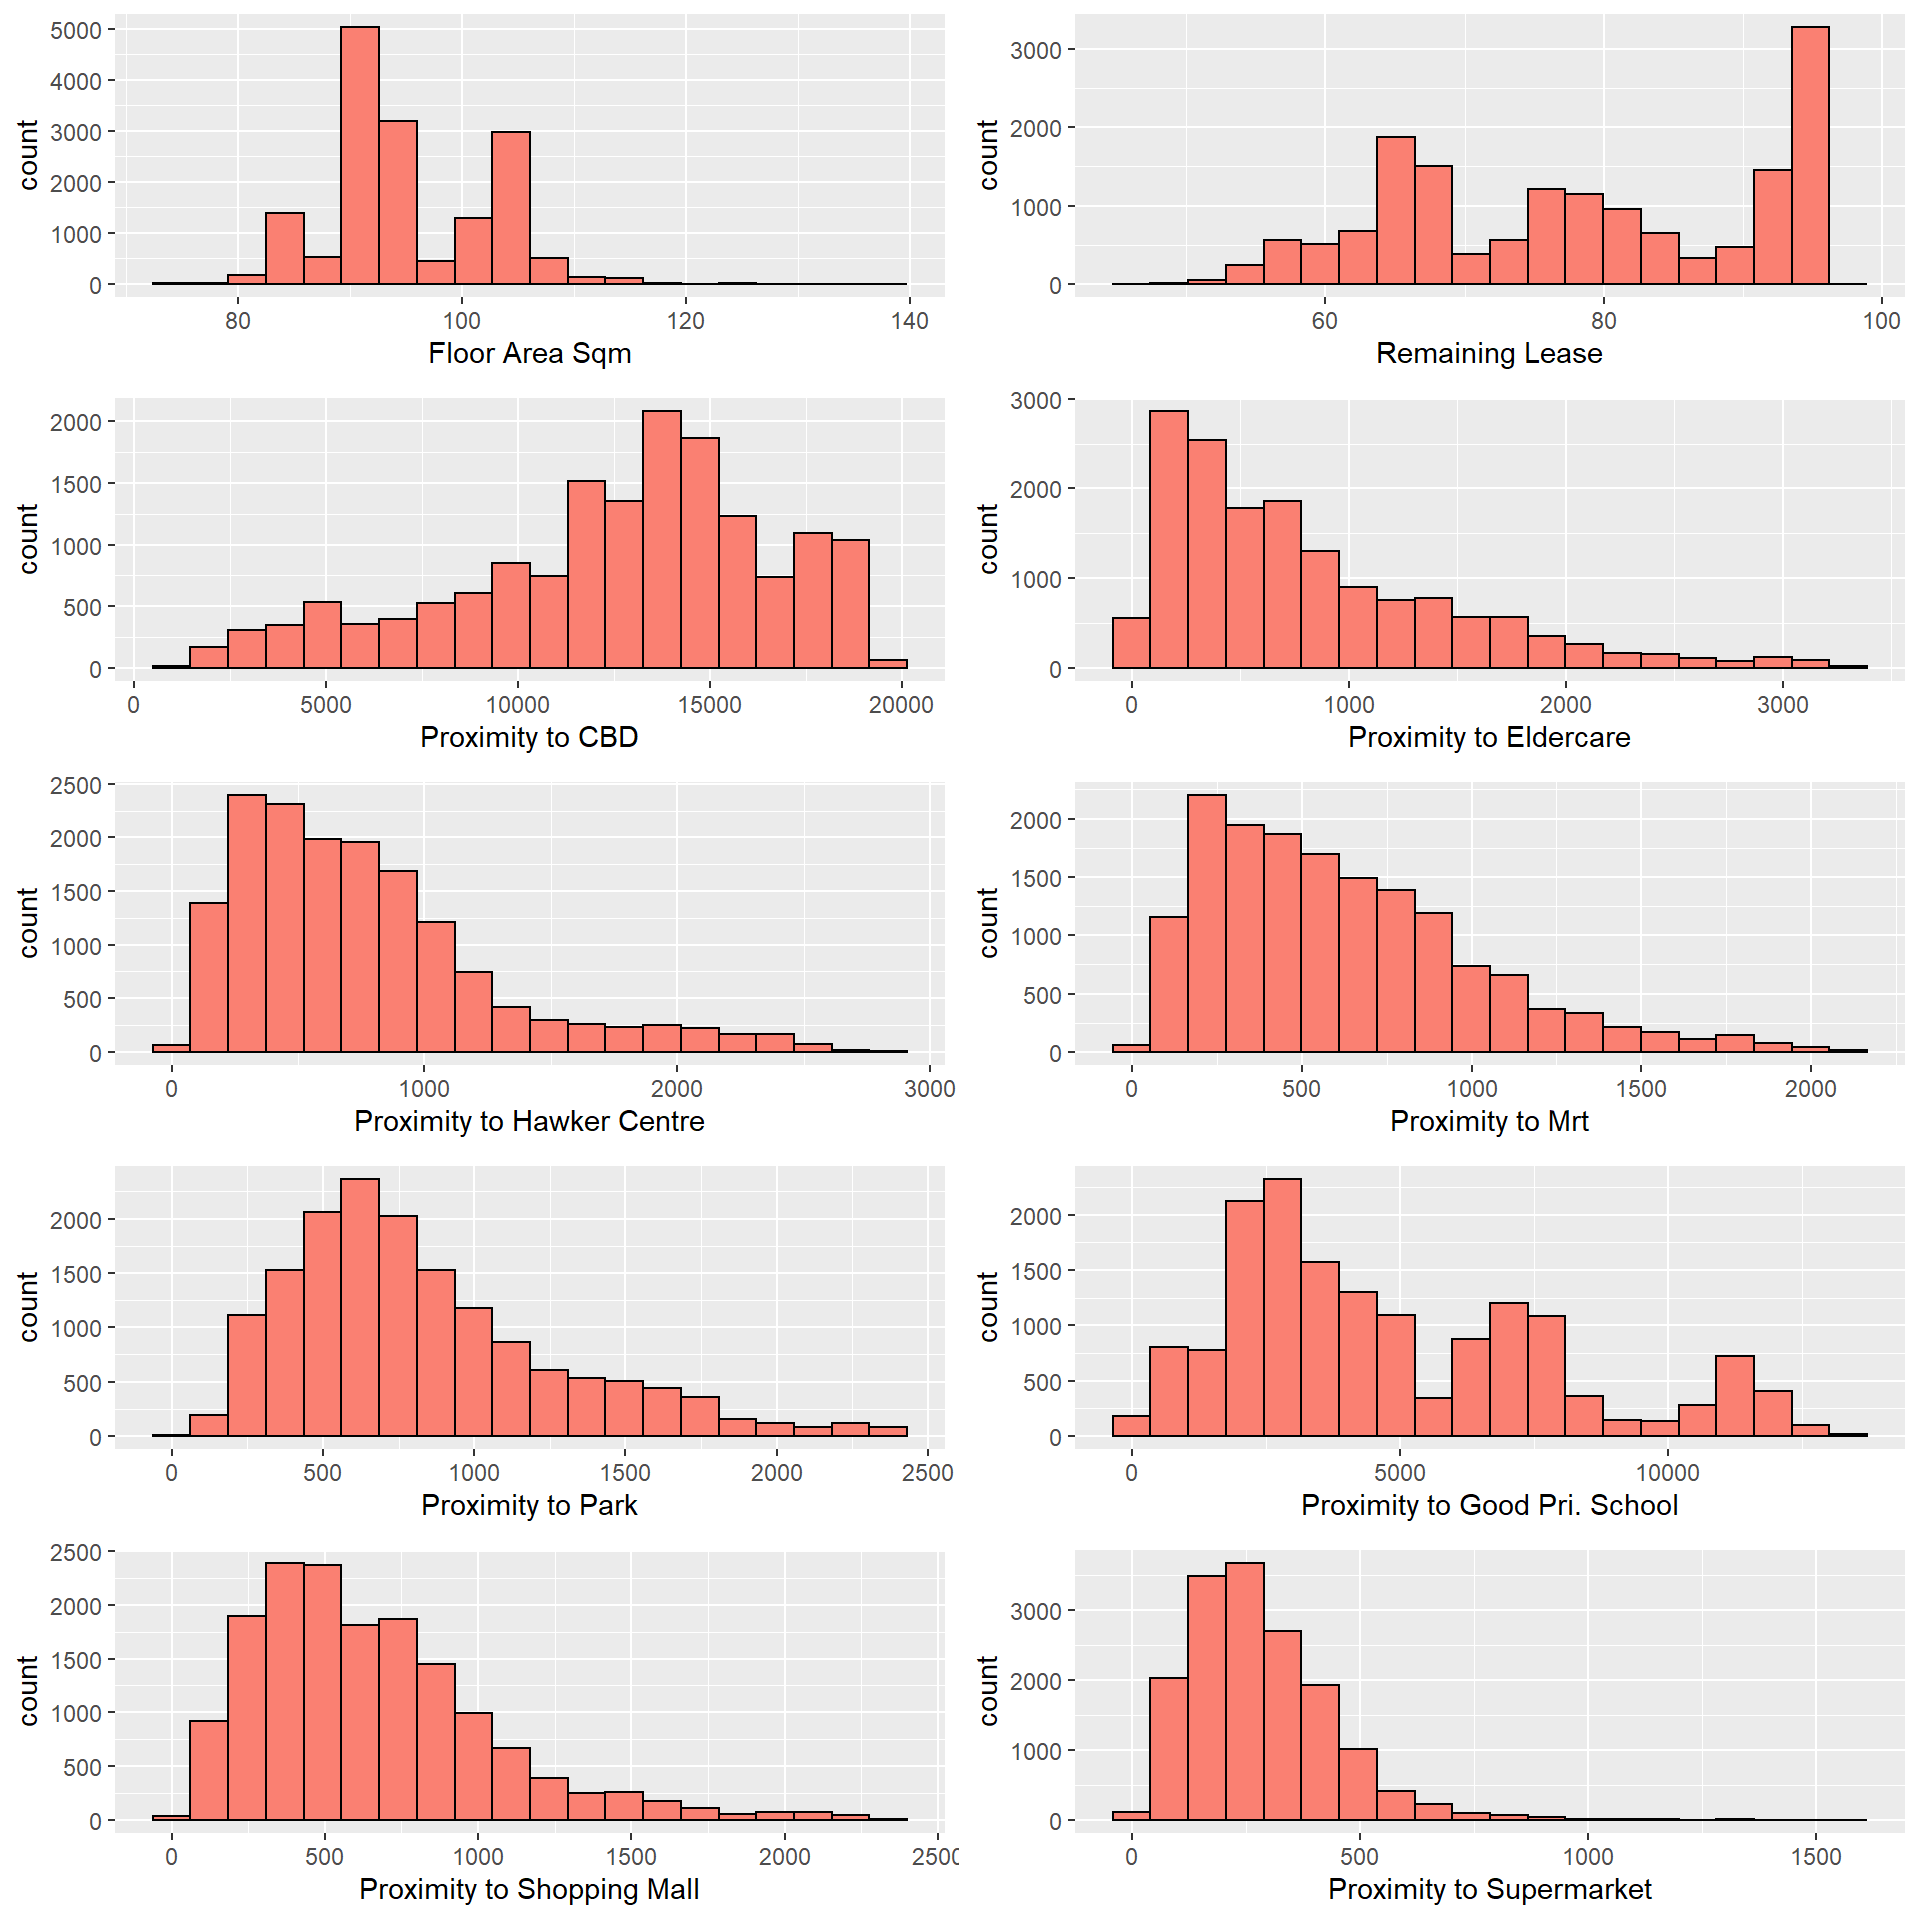 5000
4000
3000
2000
1000
0
count
80 100 120 140
Floor Area Sqm
3000
2000
1000
0
count
60 80 100
Remaining Lease
2000
1500
1000
500
0
count
0 5000 10000 15000 20000
Proximity to CBD
3000
2000
1000
0
count
0 1000 2000 3000
Proximity to Eldercare
2500
2000
1500
1000
500
0
count
0 1000 2000 3000
Proximity to Hawker Centre
2000
1500
1000
500
0
count
0 500 1000 1500 2000
Proximity to Mrt
2000
1500
1000
500
0
count
0 500 1000 1500 2000 2500
Proximity to Park
2000
1500
1000
500
0
count
0 5000 10000
Proximity to Good Pri. School
2500
2000
1500
1000
500
0
count
0 500 1000 1500 2000 2500
Proximity to Shopping Mall
3000
2000
1000
0
count
0 500 1000 1500
Proximity to Supermarket